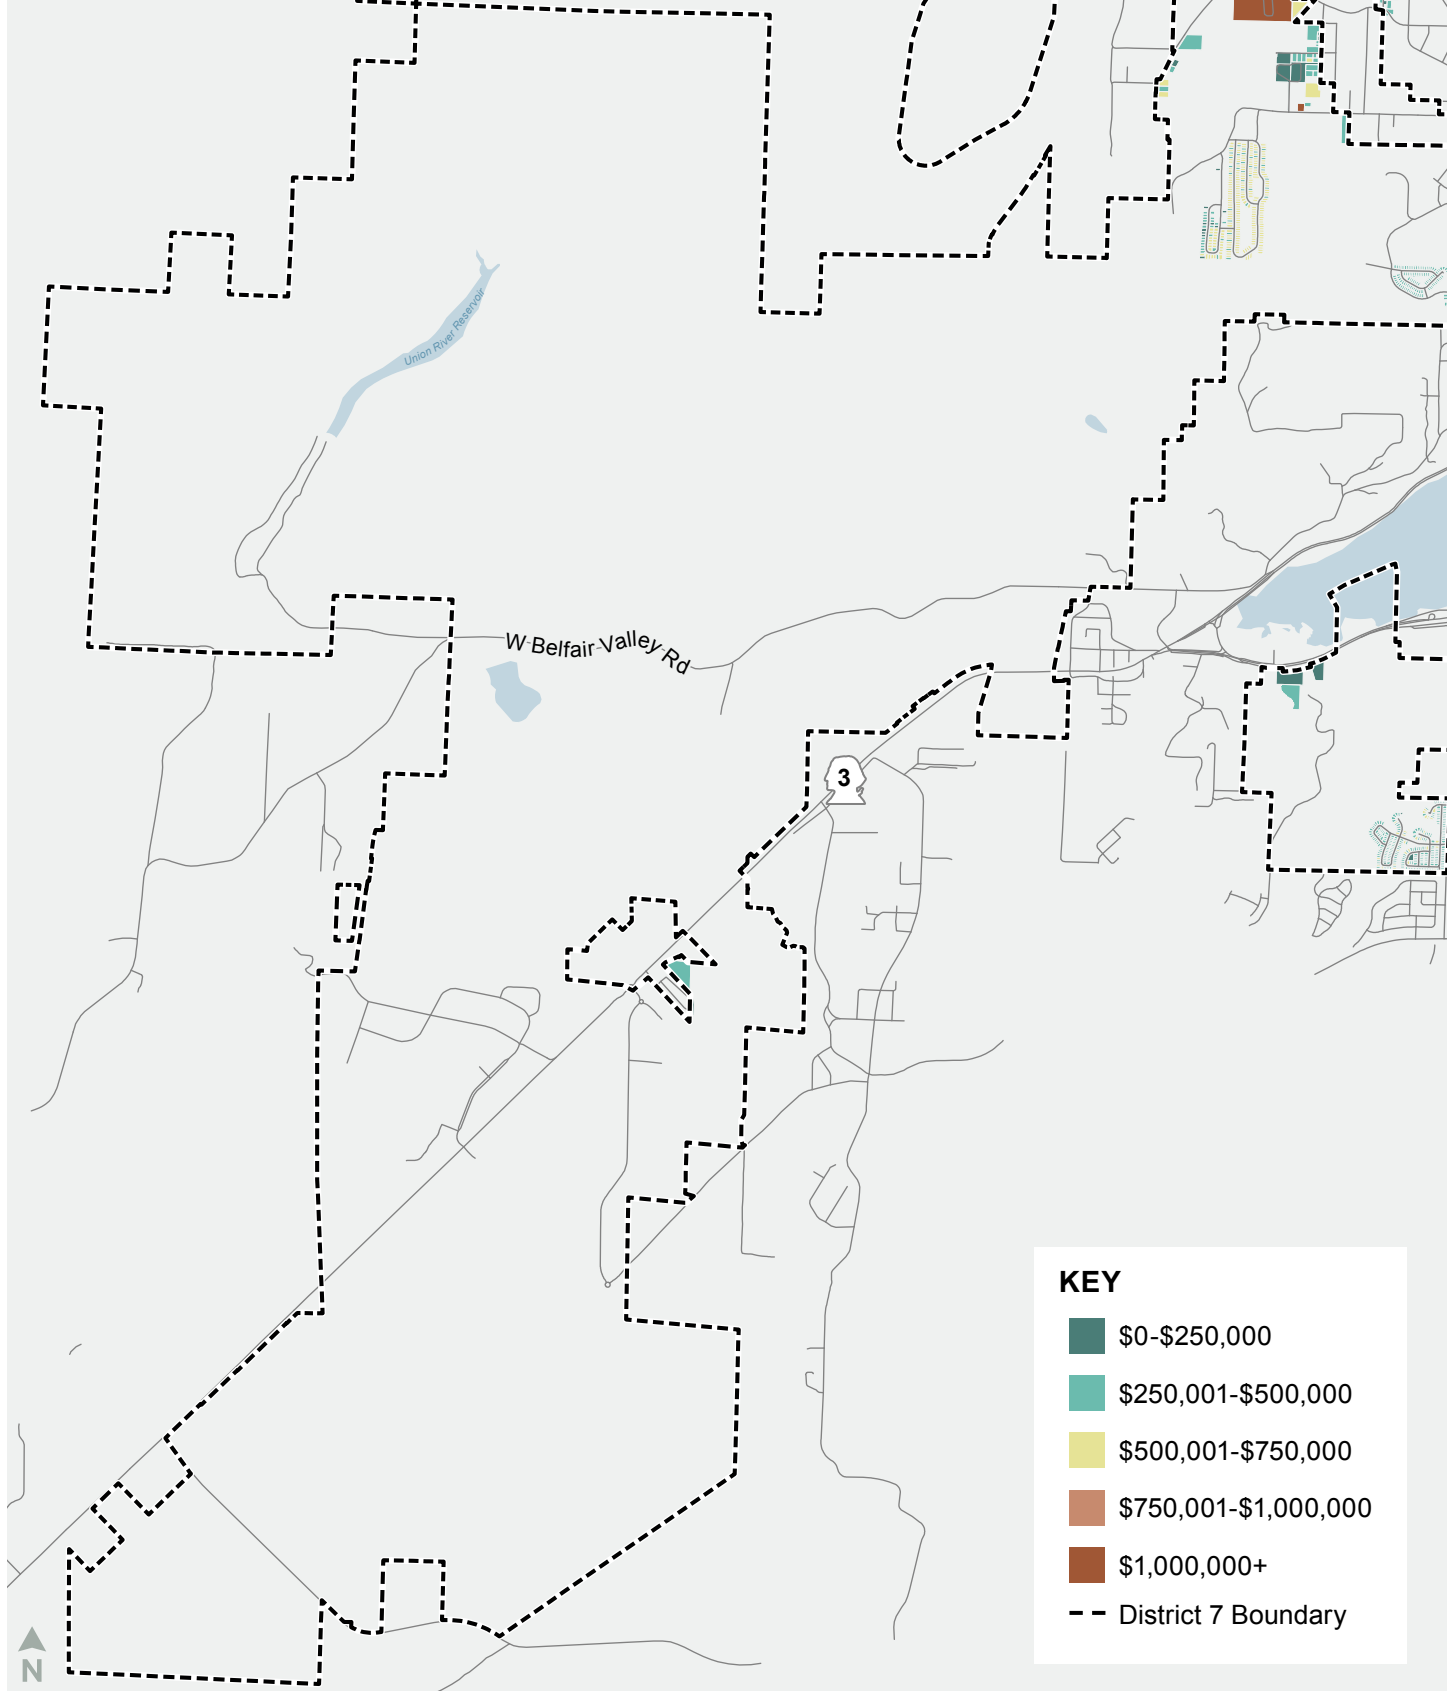 Union River Reservoir
W Belfair Valley Rd
3
KEY
$0-$250,000
$250,001-$500,000
$500,001-$750,000
$750,001-$1,000,000
$1,000,000+
District 7 Boundary
N